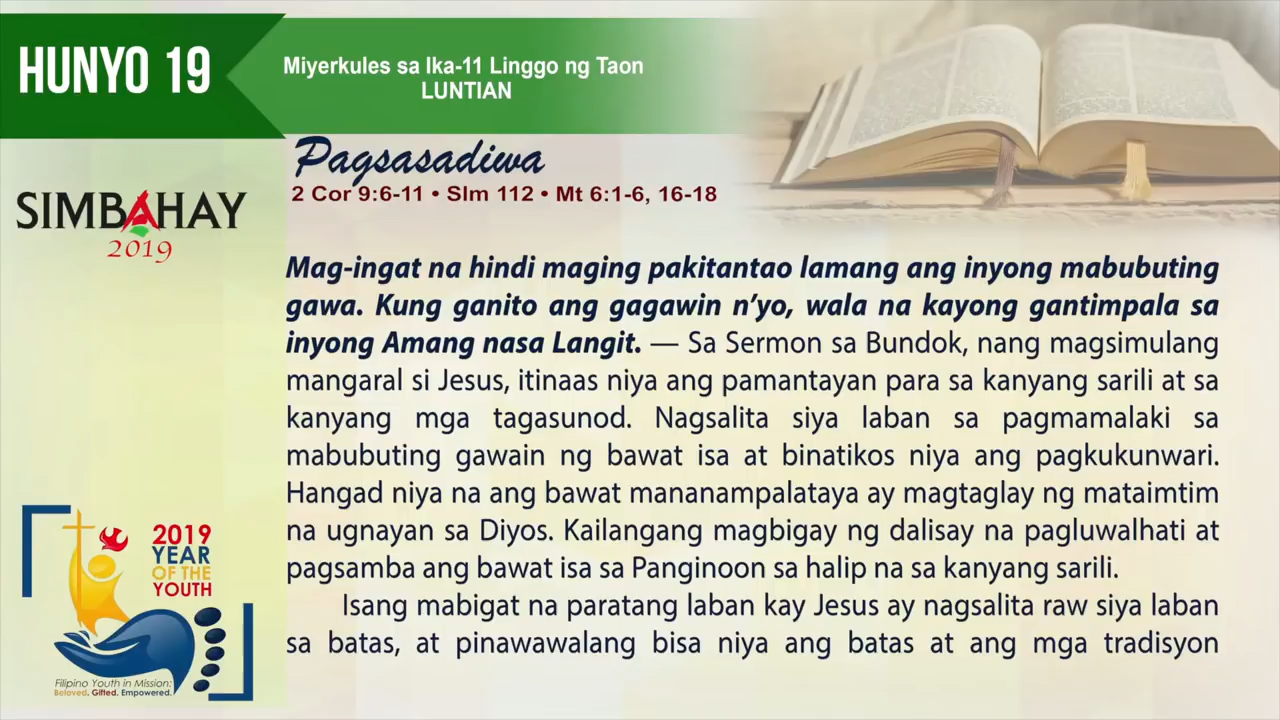 HUNYO 19
Miyerkules sa Ika-11 Linggo ng Taon
LUNTIAN
Pagsasadiwa
2 Cor 9:6-11 • Slm 112 • Mt 6:1-6, 16-18
SIMBAHAY
2019
Mag-ingat na hindi maging pakitantao lamang ang inyong mabubuting
gawa. Kung ganito ang gagawin n’yo, wala na kayong gantimpala sa
inyong Amang nasa Langit. — Sa Sermon sa Bundok, nang magsimulang
mangaral si Jesus, itinaas niya ang pamantayan para sa kanyang sarili at sa
kanyang mga tagasunod. Nagsalita siya laban sa pagmamalaki sa
mabubuting gawain ng bawat isa at binatikos niya ang pagkukunwari.
Hangad niya na ang bawat mananampalataya ay magtaglay ng mataimtim
na ugnayan sa Diyos. Kailangang magbigay ng dalisay na pagluwalhati at
pagsamba ang bawat isa sa Panginoon sa halip na sa kanyang sarili.
Isang mabigat na paratang laban kay Jesus ay nagsalita raw siya laban
sa batas, at pinawawalang bisa niya ang batas at ang mga tradisyon
2019
YEAR
OF THE
YOUTH
Filipino Youth in Mission:
Beloved. Gifted. Empowered.